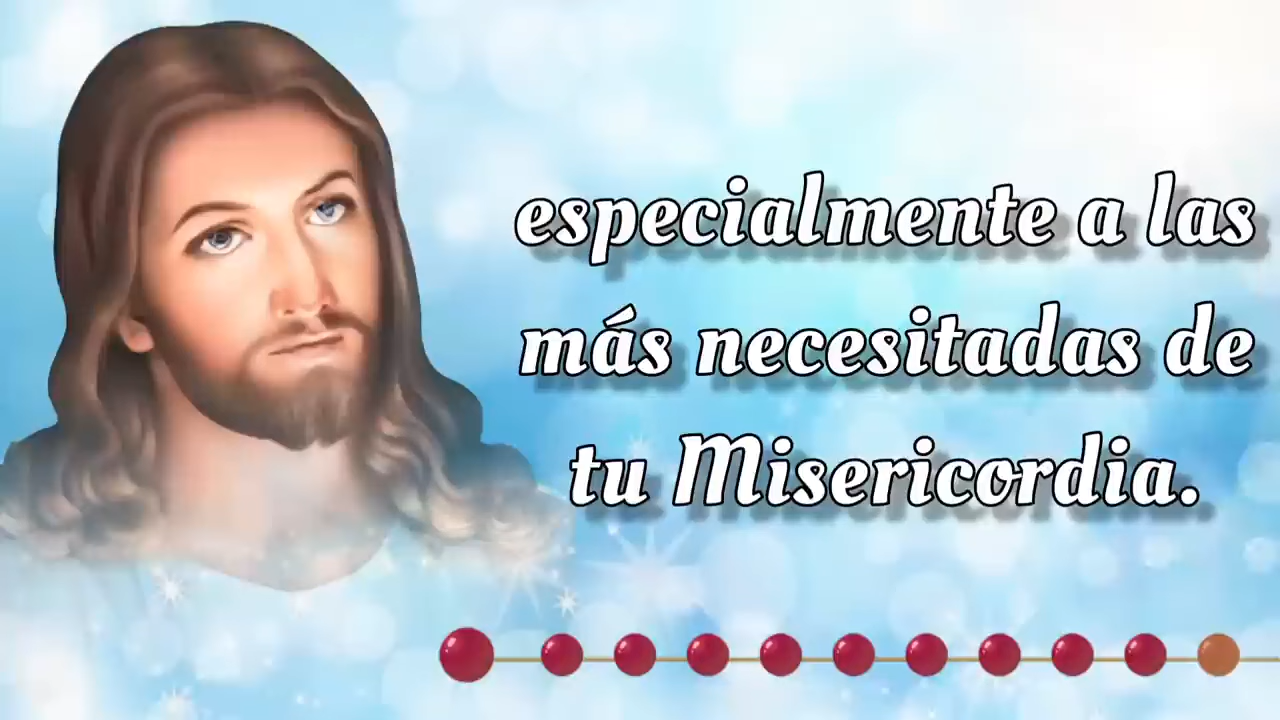 especialmente a las
más necesitadas de
tu Misericordia.